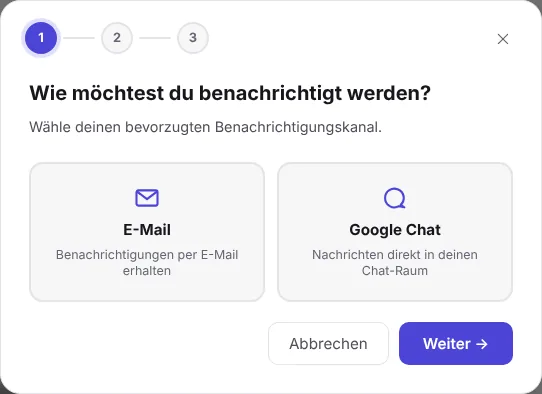 1 2 3
Wie möchtest du benachrichtigt werden?
Wähle deinen bevorzugten Benachrichtigungskanal.
E-Mail
Benachrichtigungen per E-Mail
erhalten
Google Chat
Nachrichten direkt in deinen
Chat-Raum
Abbrechen
Weiter →